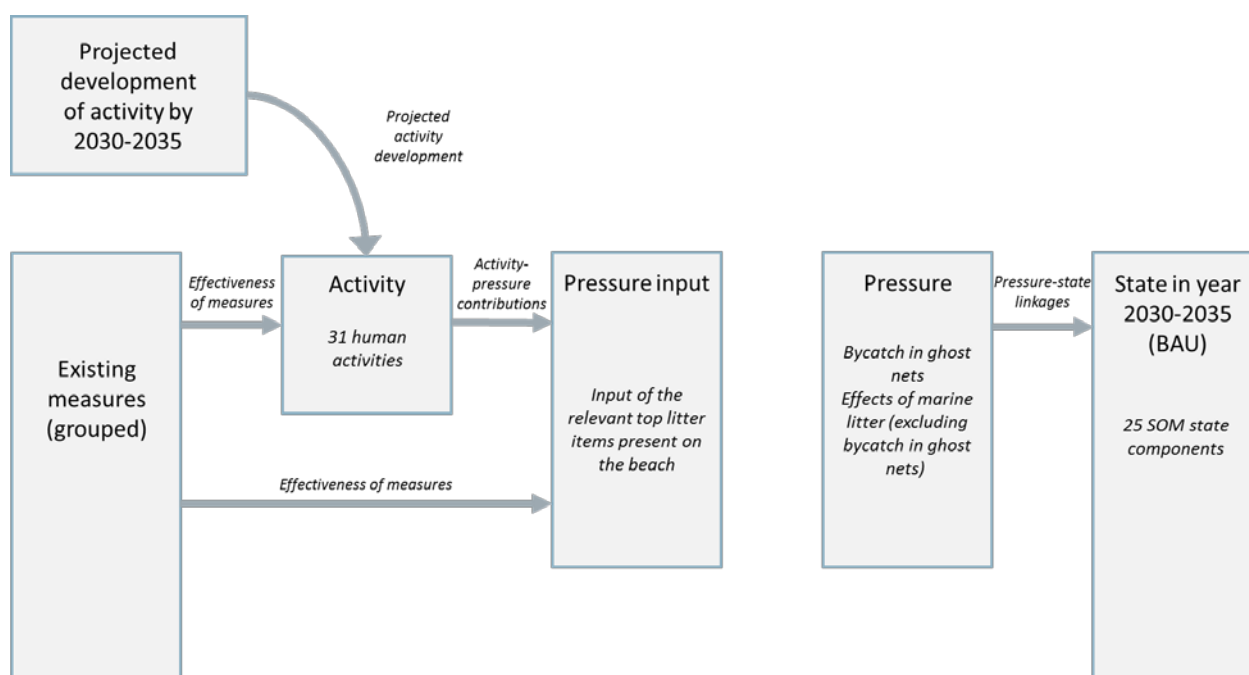 Projected
development
of activity by
2030-2035
Projected
activity
development
Existing
measures
(grouped)
Effectiveness
of measures
Activity
31 human
activities
Activity-
pressure
contributions
Pressure input
Input of the
relevant top litter
items present on
the beach
Effectiveness of measures
Pressure
Bycatch in ghost
nets
Effects of marine
litter (excluding
bycatch in ghost
nets)
Pressure-state
linkages
State in year
2030-2035
(BAU)
25 SOM state
components